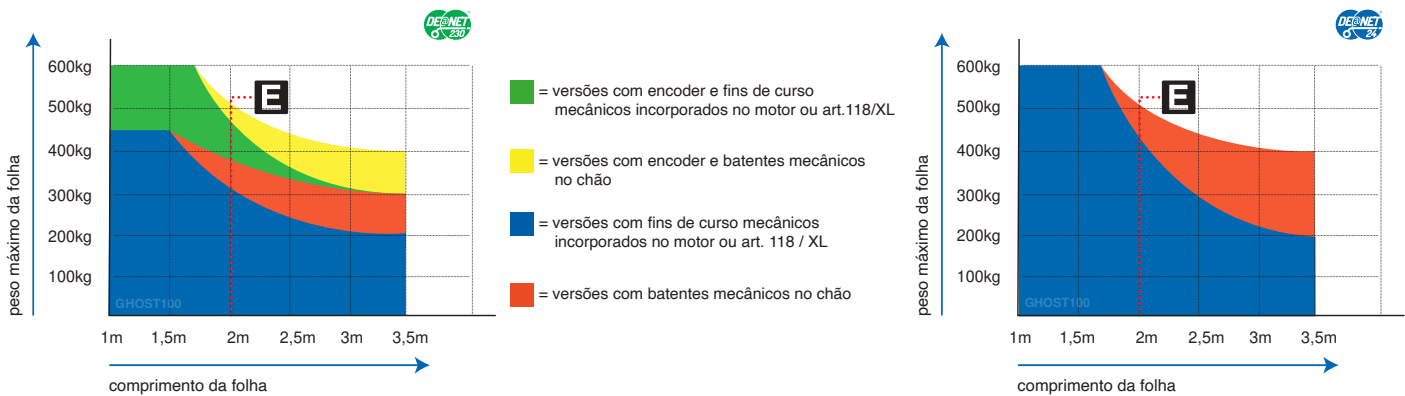 DE@NET
230
600kg
500kg
400kg
300kg
200kg
100kg
peso máximo da folha
E
GHOST100
1m 1,5m 2m 2,5m 3m 3,5m
comprimento da folha
= versões com encoder e fins de curso
mecânicos incorporados no motor ou art.118/XL
= versões com encoder e batentes mecânicos
no chão
= versões com fins de curso mecânicos
incorporados no motor ou art. 118 / XL
= versões com batentes mecânicos no chão
DE@NET
24
600kg
500kg
400kg
300kg
200kg
100kg
peso máximo da folha
E
GHOST100
1m 1,5m 2m 2,5m 3m 3,5m
comprimento da folha